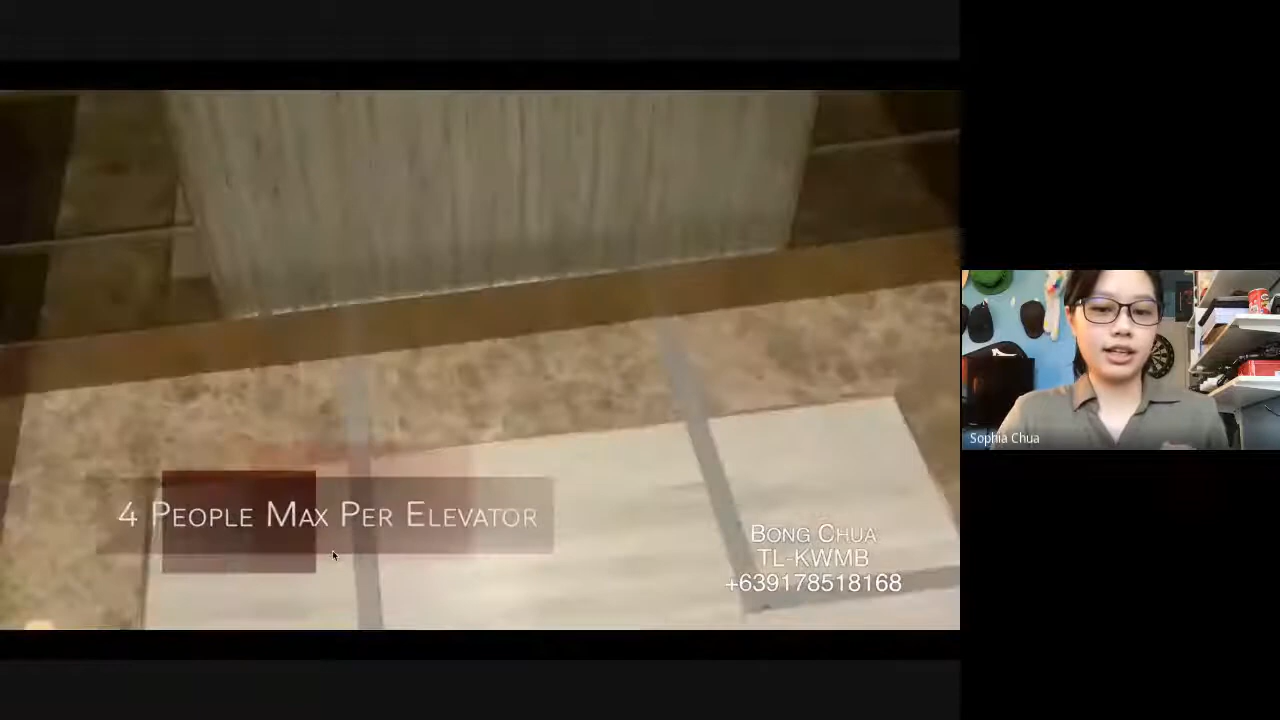 4 People Max Per Elevator
Bong Chua
TL-KWMB
+639178518168
Sophia Chua